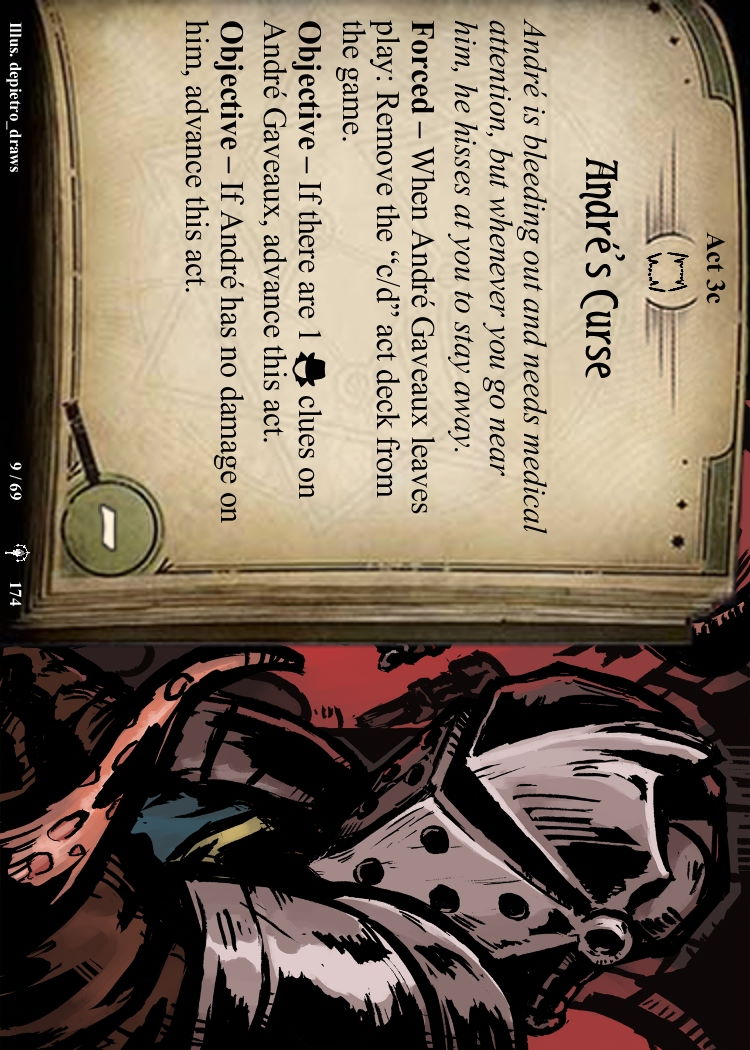 Act 3c
André’s Curse
André is bleeding out and needs medical
attention, but whenever you go near
him, he hisses at you to stay away.
Forced – When André Gaveaux leaves
play: Remove the “c/d” act deck from
the game.
Objective – If there are 1 clues on
André Gaveaux, advance this act.
Objective – If André has no damage on
him, advance this act.
–
Illus. depietro_draws
9 / 69
174